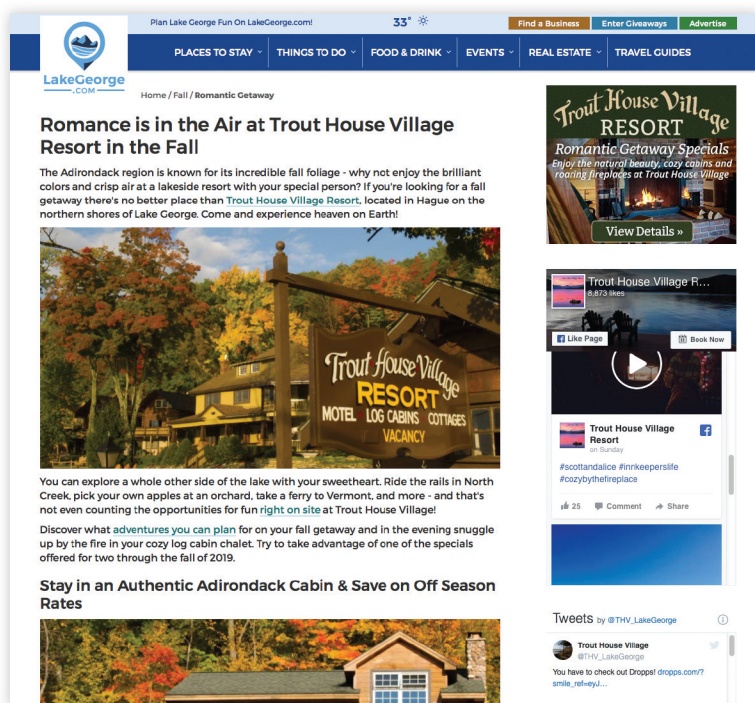 Plan Lake George Fun On LakeGeorge.com!
33°
Find a Business
Enter Giveaways
Advertise
LakeGeorge
.COM
PLACES TO STAY
THINGS TO DO
FOOD & DRINK
EVENTS
REAL ESTATE
TRAVEL GUIDES
Home / Fall / Romantic Getaway
Romance is in the Air at Trout House Village
Resort in the Fall
The Adirondack region is known for its incredible fall foliage - why not enjoy the brilliant
colors and crisp air at a lakeside resort with your special person? If you're looking for a fall
getaway there's no better place than Trout House Village Resort, located in Hague on the
northern shores of Lake George. Come and experience heaven on Earth!
Trout House Village
RESORT
MOTEL LOG CABINS COTTAGES
VACANCY
You can explore a whole other side of the lake with your sweetheart. Ride the rails in North
Creek, pick your own apples at an orchard, take a ferry to Vermont, and more - and that's
not even counting the opportunities for fun right on site at Trout House Village!
Discover what adventures you can plan for on your fall getaway and in the evening snuggle
up by the fire in your cozy log cabin chalet. Try to take advantage of one of the specials
offered for two through the fall of 2019.
Stay in an Authentic Adirondack Cabin & Save on Off Season
Rates
Trout House Village
RESORT
Romantic Getaway Specials
Enjoy the natural beauty, cozy cabins and
roaring fireplaces at Trout House Village
View Details »
Trout House Village R...
8,873 likes
Like Page
Book Now
Trout House Village
Resort
on Sunday
#scottandalice #innkeeperslife
#cozybythefireplace
25
Comment
Share
Tweets by @THV_LakeGeorge
Trout House Village
@THV_LakeGeorge
You have to check out Dropps! dropps.com/?
smile_ref=eyJ…